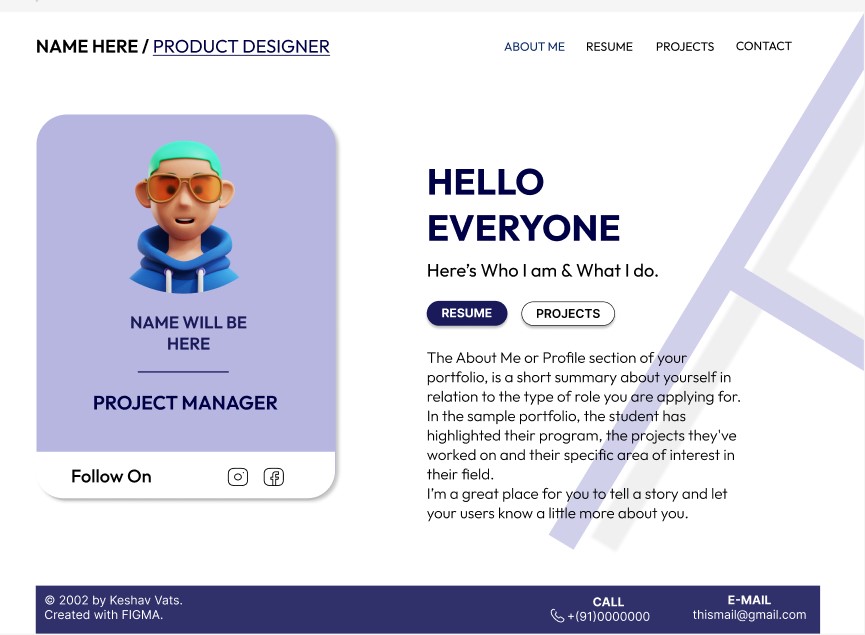 NAME HERE / PRODUCT DESIGNER
ABOUT ME RESUME PROJECTS CONTACT
NAME WILL BE
HERE
PROJECT MANAGER
Follow On
HELLO
EVERYONE
Here's Who I am & What I do.
RESUME PROJECTS
The About Me or Profile section of your
portfolio, is a short summary about yourself in
relation to the type of role you are applying for.
In the sample portfolio, the student has
highlighted their program, the projects they've
worked on and their specific area of interest in
their field.
I'm a great place for you to tell a story and let
your users know a little more about you.
© 2002 by Keshav Vats.
Created with FIGMA.
CALL
+(91)0000000
E-MAIL
thismail@gmail.com